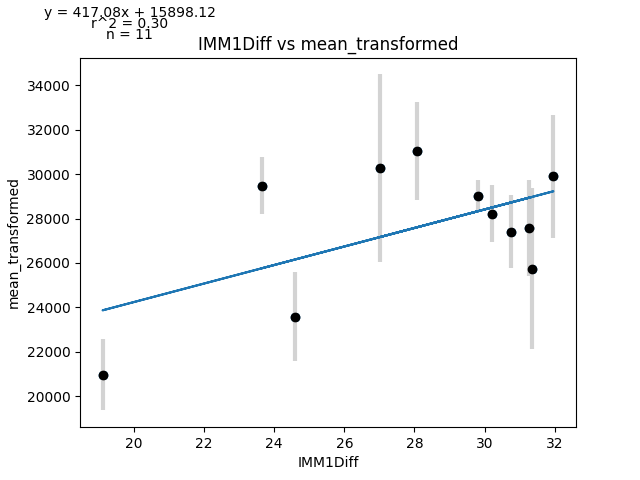 y = 417.08x + 15898.12
r^2 = 0.30
n = 11
IMM1Diff vs mean_transformed
34000
32000
30000
28000
26000
24000
22000
20000
mean_transformed
20 22 24 26 28 30 32
IMM1Diff